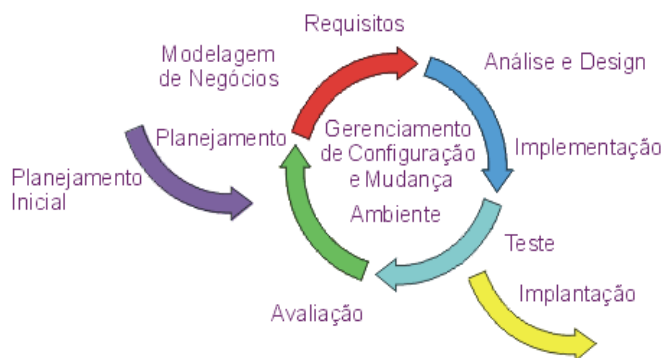 Requisitos
Modelagem
de Negócios
Análise e Design
Planejamento
Gerenciamento
de Configuração
e Mudança
Implementação
Planejamento
Inicial
Ambiente
Teste
Avaliação
Implantação